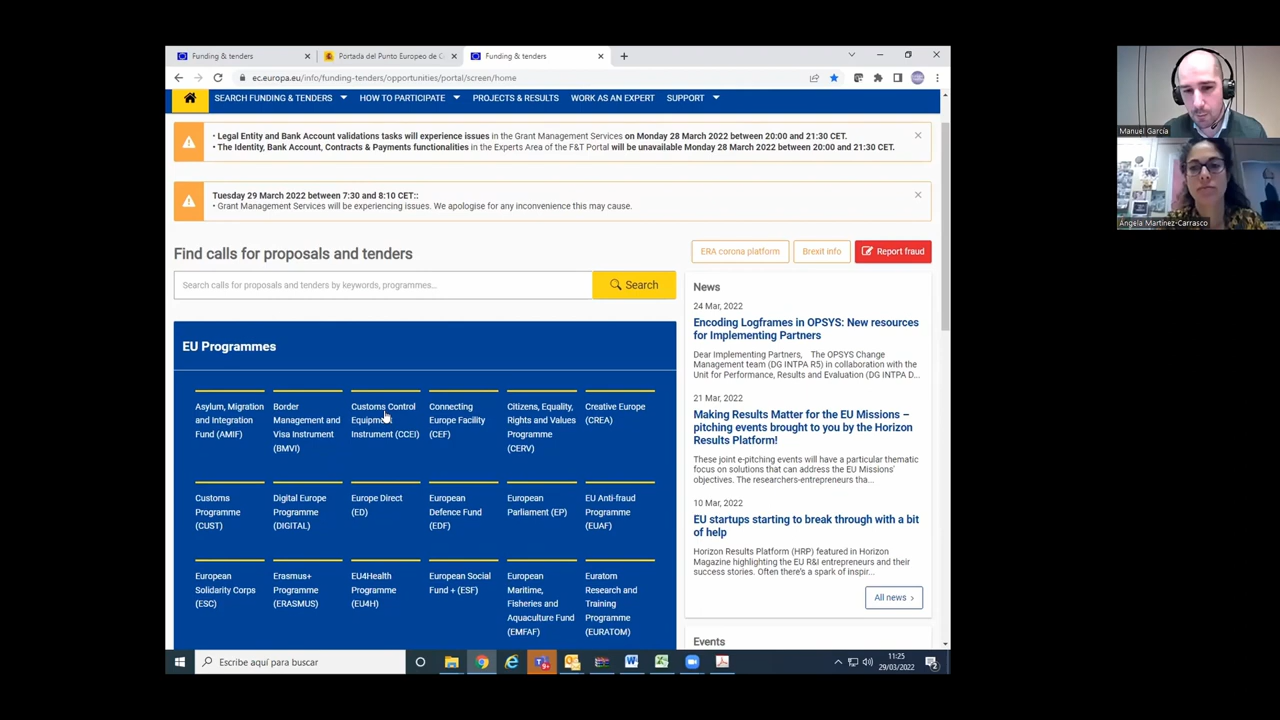 Funding & tenders
Portada del Punto Europeo de C
Funding & tenders
ec.europa.eu/info/funding-tenders/opportunities/portal/screen/home
SEARCH FUNDING & TENDERS
HOW TO PARTICIPATE
PROJECTS & RESULTS
WORK AS AN EXPERT
SUPPORT
• Legal Entity and Bank Account validations tasks will experience issues in the Grant Management Services on Monday 28 March 2022 between 20:00 and 21:30 CET.
• The Identity, Bank Account, Contracts & Payments functionalities in the Experts Area of the F&T Portal will be unavailable Monday 28 March 2022 between 20:00 and 21:30 CET.
Tuesday 29 March 2022 between 7:30 and 8:10 CET::
• Grant Management Services will be experiencing issues. We apologise for any inconvenience this may cause.
Find calls for proposals and tenders
ERA corona platform
Brexit info
Report fraud
Search calls for proposals and tenders by keywords, programmes...
Search
EU Programmes
Asylum, Migration
and Integration
Fund (AMIF)
Border
Management and
Visa Instrument
(BMVI)
Customs Control
Equipment
Instrument (CCEI)
Connecting
Europe Facility
(CEF)
Citizens, Equality,
Rights and Values
Programme
(CERV)
Creative Europe
(CREA)
Customs
Programme
(CUST)
Digital Europe
Programme
(DIGITAL)
Europe Direct
(ED)
European
Defence Fund
(EDF)
European
Parliament (EP)
EU Anti-fraud
Programme
(EUAF)
European
Solidarity Corps
(ESC)
Erasmus+
Programme
(ERASMUS)
EU4Health
Programme
(EU4H)
European Social
Fund + (ESF)
European
Maritime,
Fisheries and
Aquaculture Fund
(EMFAF)
Euratom
Research and
Training
Programme
(EURATOM)
News
24 Mar, 2022
Encoding Logframes in OPSYS: New resources
for Implementing Partners
Dear Implementing Partners, The OPSYS Change
Management team (DG INTPA R5) in collaboration with the
Unit for Performance, Results and Evaluation (DG INTPA D...
21 Mar, 2022
Making Results Matter for the EU Missions –
pitching events brought to you by the Horizon
Results Platform!
These joint e-pitching events will have a particular thematic
focus on solutions that can address the EU Missions'
objectives. The researchers-entrepreneurs tha...
10 Mar, 2022
EU startups starting to break through with a bit
of help
Horizon Results Platform (HRP) featured in Horizon
Magazine highlighting the EU R&I entrepreneurs and their
success stories. Often there's a spark of inspir...
All news
Events
Escribe aquí para buscar
11:25
29/03/2022
Manuel García
Angela Martínez-Carrasco